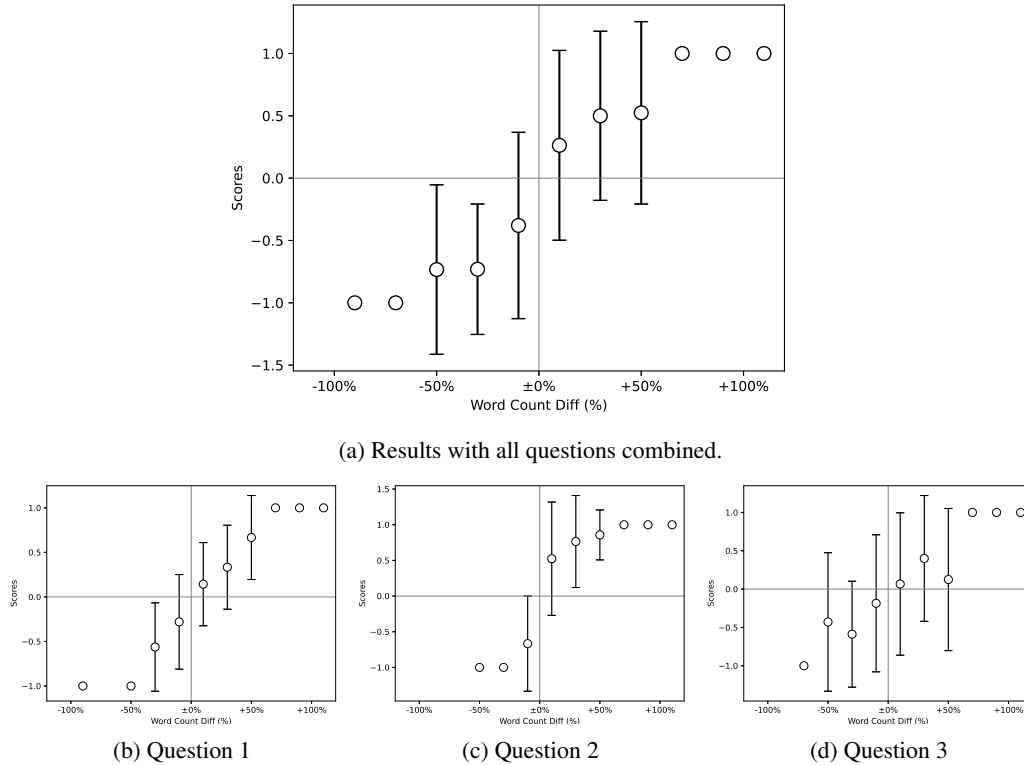 1.0
0.5
0.0
−0.5
−1.0
−1.5
Scores
-100% -50% ±0% +50% +100%
Word Count Diff (%)
(a) Results with all questions combined.
1.0
0.5
0.0
−0.5
−1.0
Scores
-100% -50% ±0% +50% +100%
Word Count Diff (%)
(b) Question 1
1.5
1.0
0.5
0.0
−0.5
−1.0
Scores
-100% -50% ±0% +50% +100%
Word Count Diff (%)
(c) Question 2
1.0
0.5
0.0
−0.5
−1.0
Scores
-100% -50% ±0% +50% +100%
Word Count Diff (%)
(d) Question 3